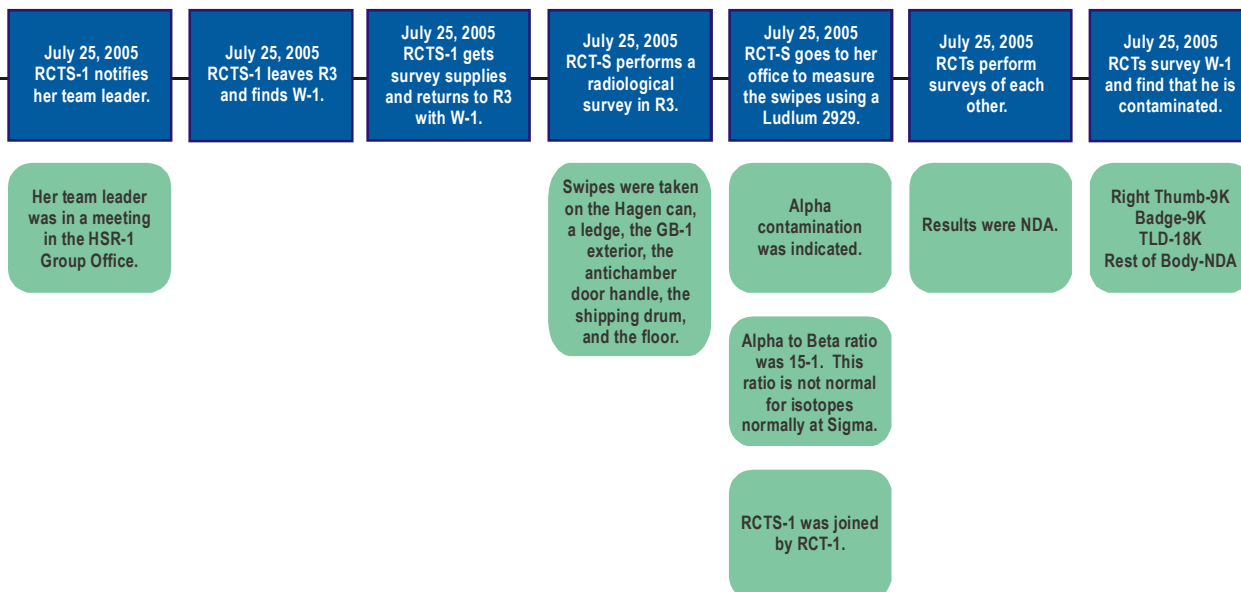 July 25, 2005
RCTS-1 notifies
her team leader.
July 25, 2005
RCTS-1 leaves R3
and finds W-1.
July 25, 2005
RCTS-1 gets
survey supplies
and returns to R3
with W-1.
July 25, 2005
RCT-S performs a
radiological
survey in R3.
July 25, 2005
RCT-S goes to her
office to measure
the swipes using a
Ludlum 2929.
July 25, 2005
RCTs perform
surveys of each
other.
July 25, 2005
RCTs survey W-1
and find that he is
contaminated.
Her team leader
was in a meeting
in the HSR-1
Group Office.
Swipes were taken
on the Hagen can,
a ledge, the GB-1
exterior, the
antichamber
door handle, the
shipping drum,
and the floor.
Alpha
contamination
was indicated.
Results were NDA.
Right Thumb-9K
Badge-9K
TLD-18K
Rest of Body-NDA
Alpha to Beta ratio
was 15-1. This
ratio is not normal
for isotopes
normally at Sigma.
RCTS-1 was joined
by RCT-1.